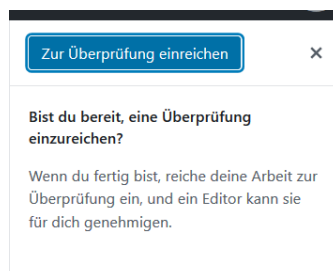 Zur Überprüfung einreichen
Bist du bereit, eine Überprüfung
einzureichen?
Wenn du fertig bist, reiche deine Arbeit zur
Überprüfung ein, und ein Editor kann sie
für dich genehmigen.